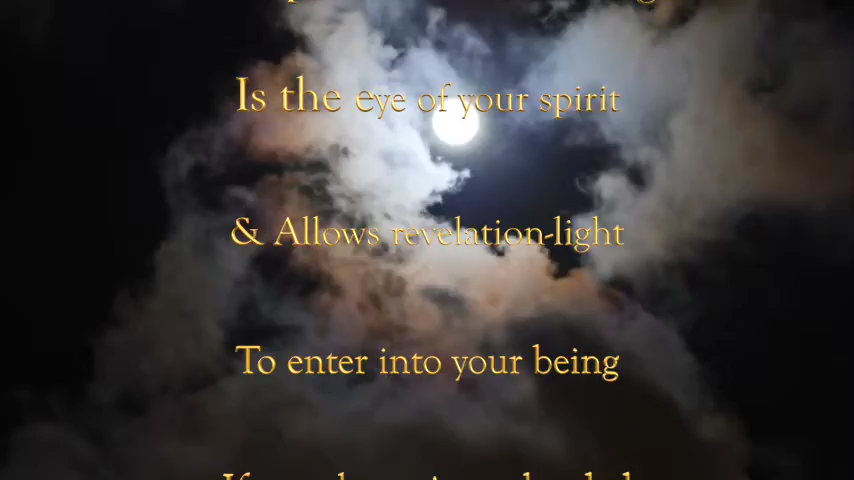 Is the eye of your spirit
& Allows revelation-light
To enter into your being